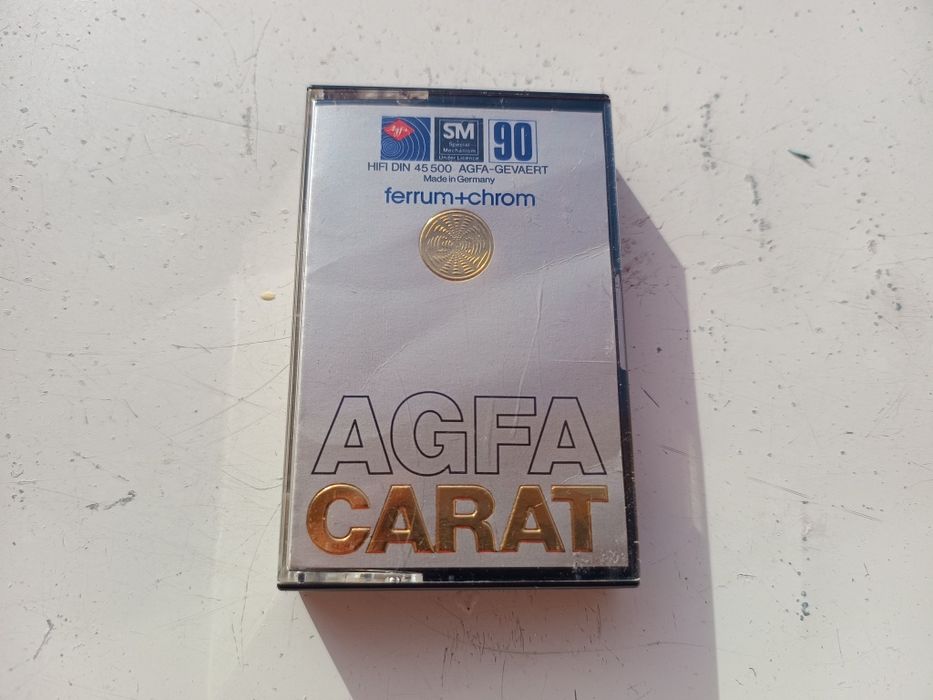 SM
Special
Mechanism
Under Licence
90
HIFI DIN 45 500 AGFA-GEVAERT
Made in Germany
ferrum+chrom
AGFA
CARAT